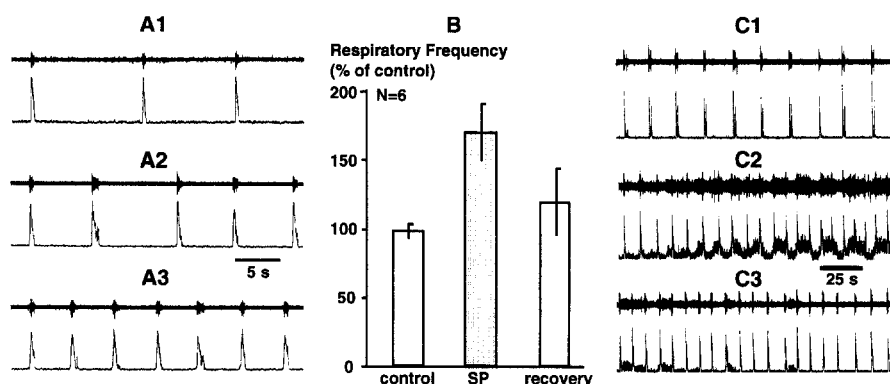 A1
A2
5 s
A3
B
Respiratory Frequency
(% of control)
200
N=6
150
100
50
0
control SP recovery
C1
C2
25 s
C3